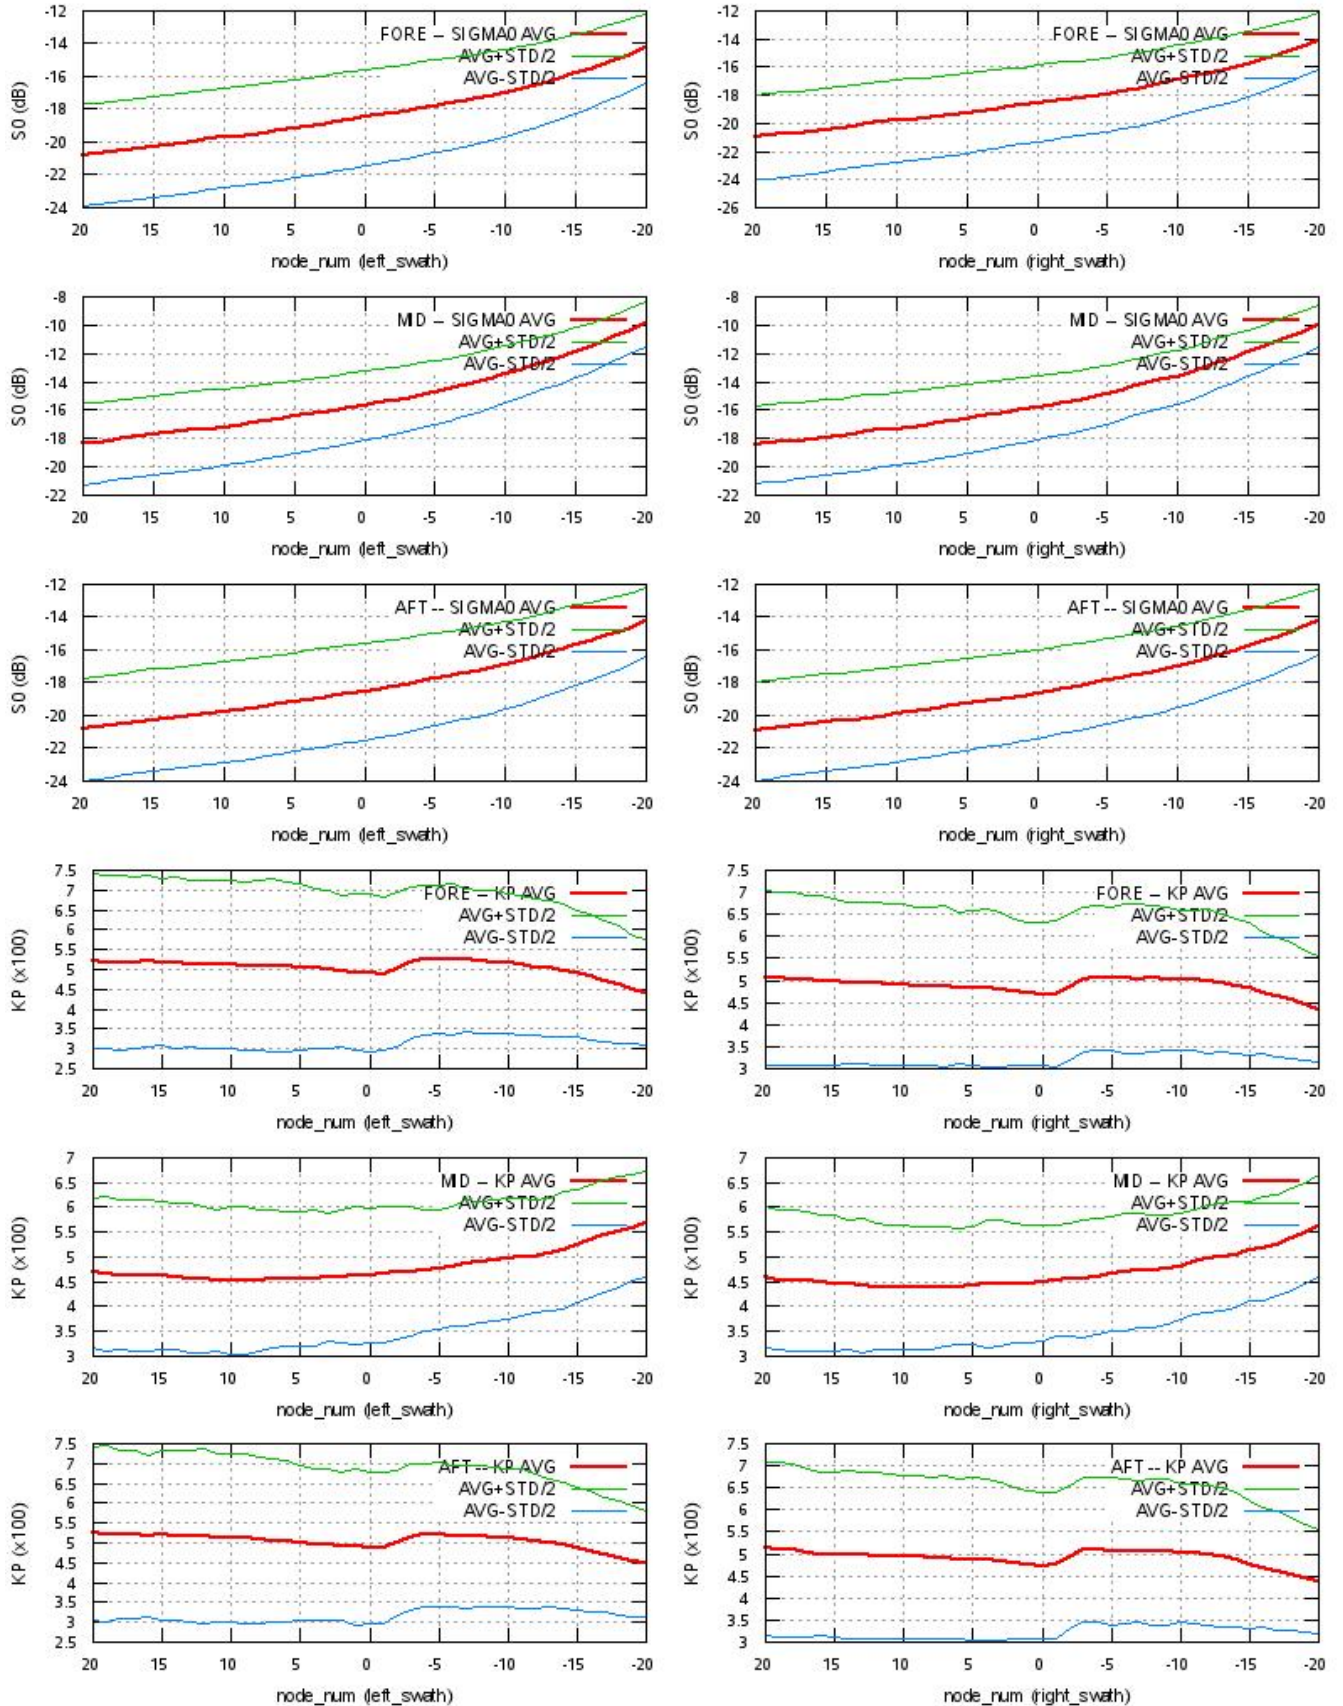 -12
-14
-16
-18
-20
-22
-24
S0 (dB)
FORE -- SIGMA0 AVG
AVG+STD/2
AVG-STD/2
20 15 10 5 0 -5 -10 -15 -20
node_num (left_swath)
-12
-14
-16
-18
-20
-22
-24
-26
S0 (dB)
FORE -- SIGMA0 AVG
AVG+STD/2
AVG-STD/2
20 15 10 5 0 -5 -10 -15 -20
node_num (right_swath)
-8
-10
-12
-14
-16
-18
-20
-22
S0 (dB)
MID -- SIGMA0 AVG
AVG+STD/2
AVG-STD/2
20 15 10 5 0 -5 -10 -15 -20
node_num (left_swath)
-8
-10
-12
-14
-16
-18
-20
-22
S0 (dB)
MID -- SIGMA0 AVG
AVG+STD/2
AVG-STD/2
20 15 10 5 0 -5 -10 -15 -20
node_num (right_swath)
-12
-14
-16
-18
-20
-22
-24
S0 (dB)
AFT -- SIGMA0 AVG
AVG+STD/2
AVG-STD/2
20 15 10 5 0 -5 -10 -15 -20
node_num (left_swath)
-12
-14
-16
-18
-20
-22
-24
S0 (dB)
AFT -- SIGMA0 AVG
AVG+STD/2
AVG-STD/2
20 15 10 5 0 -5 -10 -15 -20
node_num (right_swath)
7.5
7
6.5
6
5.5
5
4.5
4
3.5
3
2.5
KP (x100)
FORE -- KP AVG
AVG+STD/2
AVG-STD/2
20 15 10 5 0 -5 -10 -15 -20
node_num (left_swath)
7.5
7
6.5
6
5.5
5
4.5
4
3.5
3
KP (x100)
FORE -- KP AVG
AVG+STD/2
AVG-STD/2
20 15 10 5 0 -5 -10 -15 -20
node_num (right_swath)
7
6.5
6
5.5
5
4.5
4
3.5
3
KP (x100)
MID -- KP AVG
AVG+STD/2
AVG-STD/2
20 15 10 5 0 -5 -10 -15 -20
node_num (left_swath)
7
6.5
6
5.5
5
4.5
4
3.5
3
KP (x100)
MID -- KP AVG
AVG+STD/2
AVG-STD/2
20 15 10 5 0 -5 -10 -15 -20
node_num (right_swath)
7.5
7
6.5
6
5.5
5
4.5
4
3.5
3
2.5
KP (x100)
AFT -- KP AVG
AVG+STD/2
AVG-STD/2
20 15 10 5 0 -5 -10 -15 -20
node_num (left_swath)
7.5
7
6.5
6
5.5
5
4.5
4
3.5
3
KP (x100)
AFT -- KP AVG
AVG+STD/2
AVG-STD/2
20 15 10 5 0 -5 -10 -15 -20
node_num (right_swath)